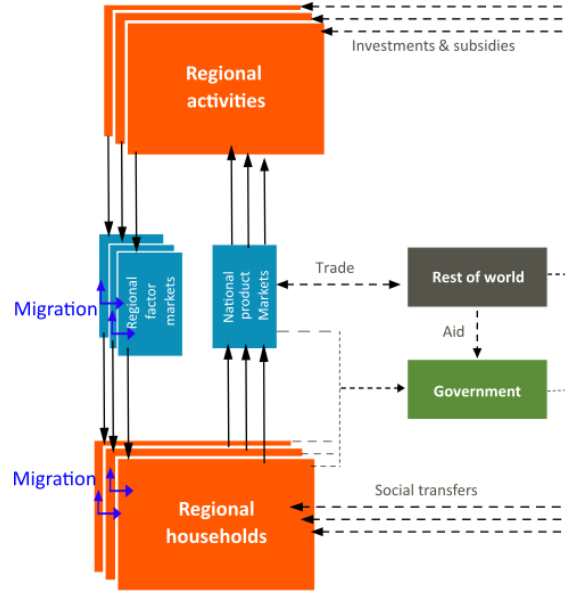 Investments & subsidies
Regional
activities
Regional
factor
markets
National
product
Markets
Trade
Rest of world
Migration
Aid
Government
Migration
Regional
households
Social transfers